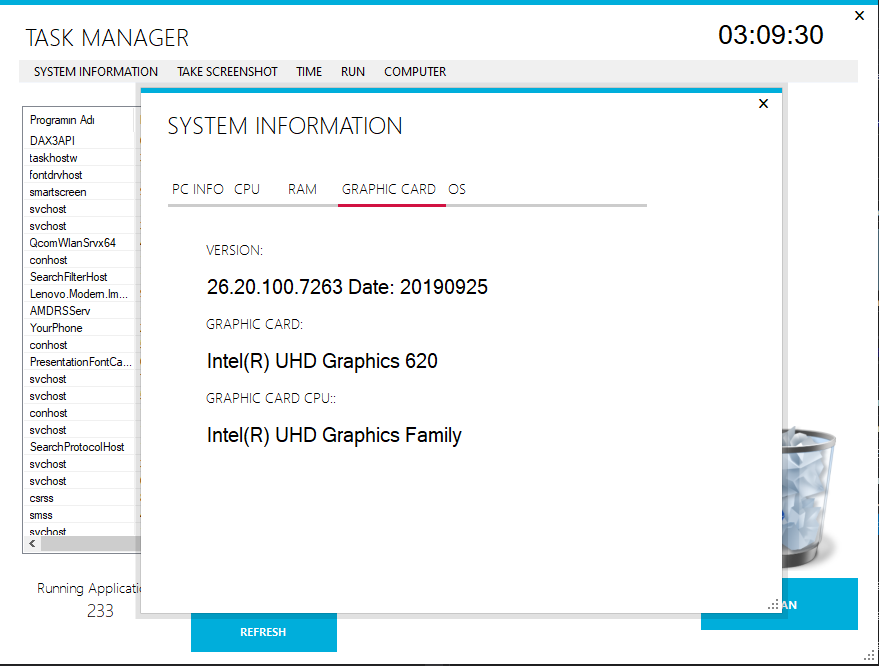 TASK MANAGER
03:09:30
SYSTEM INFORMATION TAKE SCREENSHOT TIME RUN COMPUTER
Programın Adı
DAX3API
taskhostw
fontdrvhost
smartscreen
svchost
svchost
QcomWlanSrvx64
conhost
SearchFilterHost
Lenovo.Modern.Im...
AMDRSServ
YourPhone
conhost
PresentationFontCa...
svchost
svchost
conhost
svchost
SearchProtocolHost
svchost
svchost
csrss
smss
svchost
Running Applicati
233
REFRESH
AN
SYSTEM INFORMATION
PC INFO CPU RAM GRAPHIC CARD OS
VERSION:
26.20.100.7263 Date: 20190925
GRAPHIC CARD:
Intel(R) UHD Graphics 620
GRAPHIC CARD CPU::
Intel(R) UHD Graphics Family